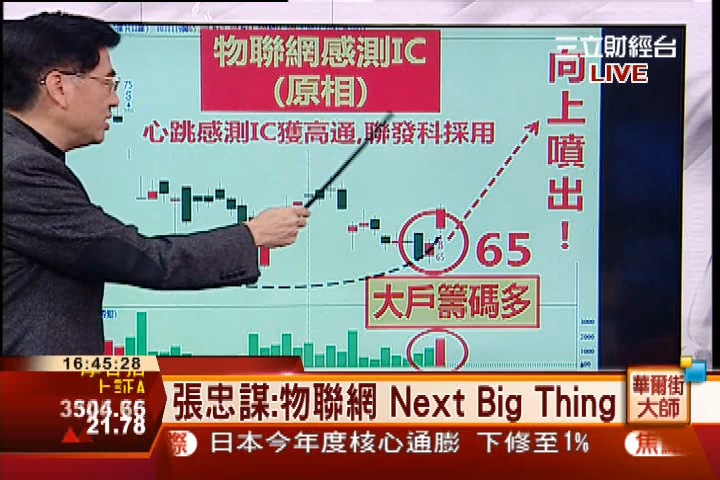 物聯網感測IC
(原相)
心跳感測IC獲高通,聯發科採用
三立財經台
LIVE
向上噴出!
65
65
大戶籌碼多
16:45:28
上証A
3504.66
21.78
張忠謀:物聯網 Next Big Thing
華爾街
大師
際
日本今年度核心通膨 下修至1%
焦